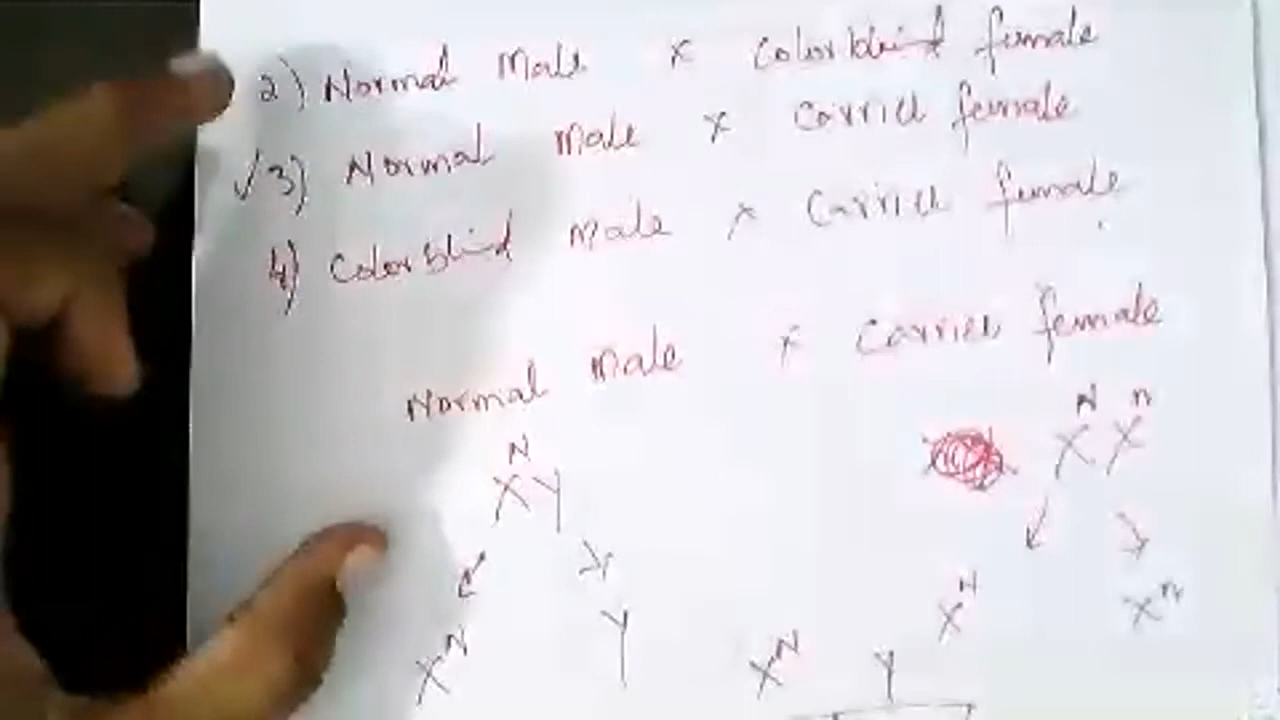 2) Normal Male x Colorblind female
✓3) Normal Male x Carrier female
4) Colorblind Male x Carrier female
Normal Male x Carrier female
X^N Y X^N X^n
X^N Y X^N Y X^N X^n